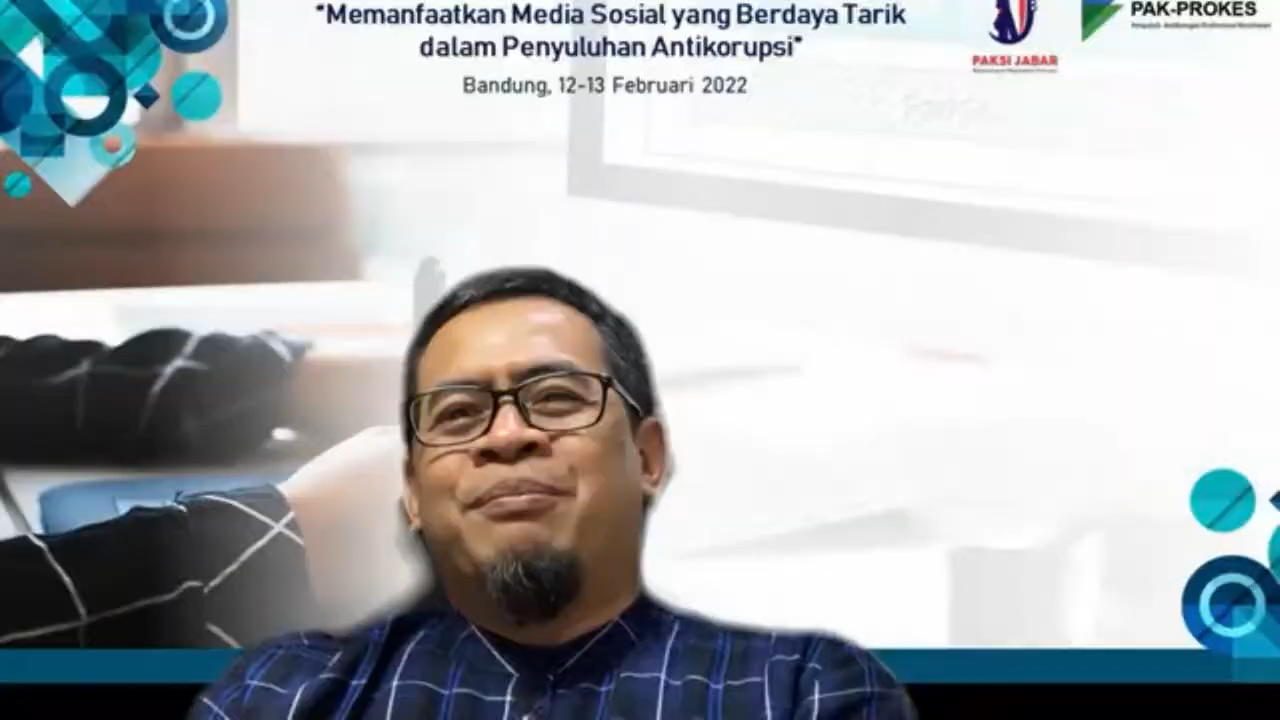 "Memanfaatkan Media Sosial yang Berdaya Tarik
dalam Penyuluhan Antikorupsi"
Bandung, 12-13 Februari 2022
PAKSI JABAR
PAK-PROKES